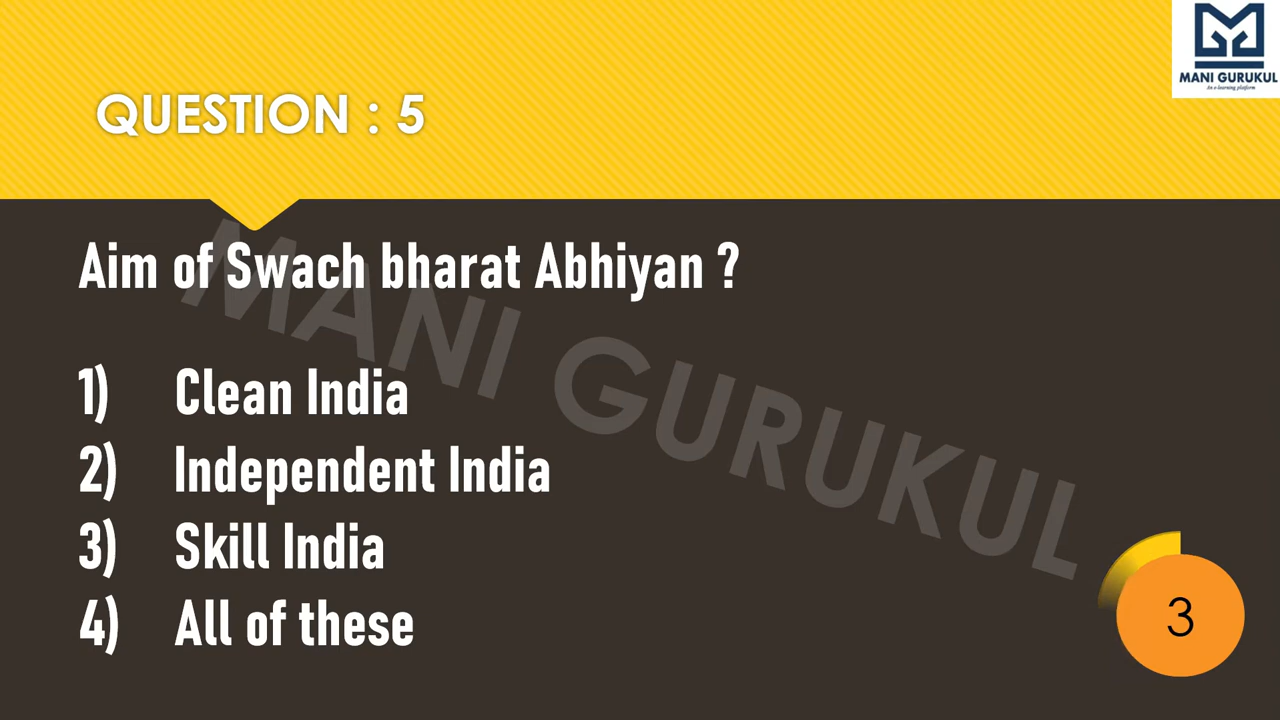 MANI GURUKUL
An e-learning platform
QUESTION : 5
Aim of Swach bharat Abhiyan ?
1) Clean India
2) Independent India
3) Skill India
4) All of these
MANI GURUKUL
3